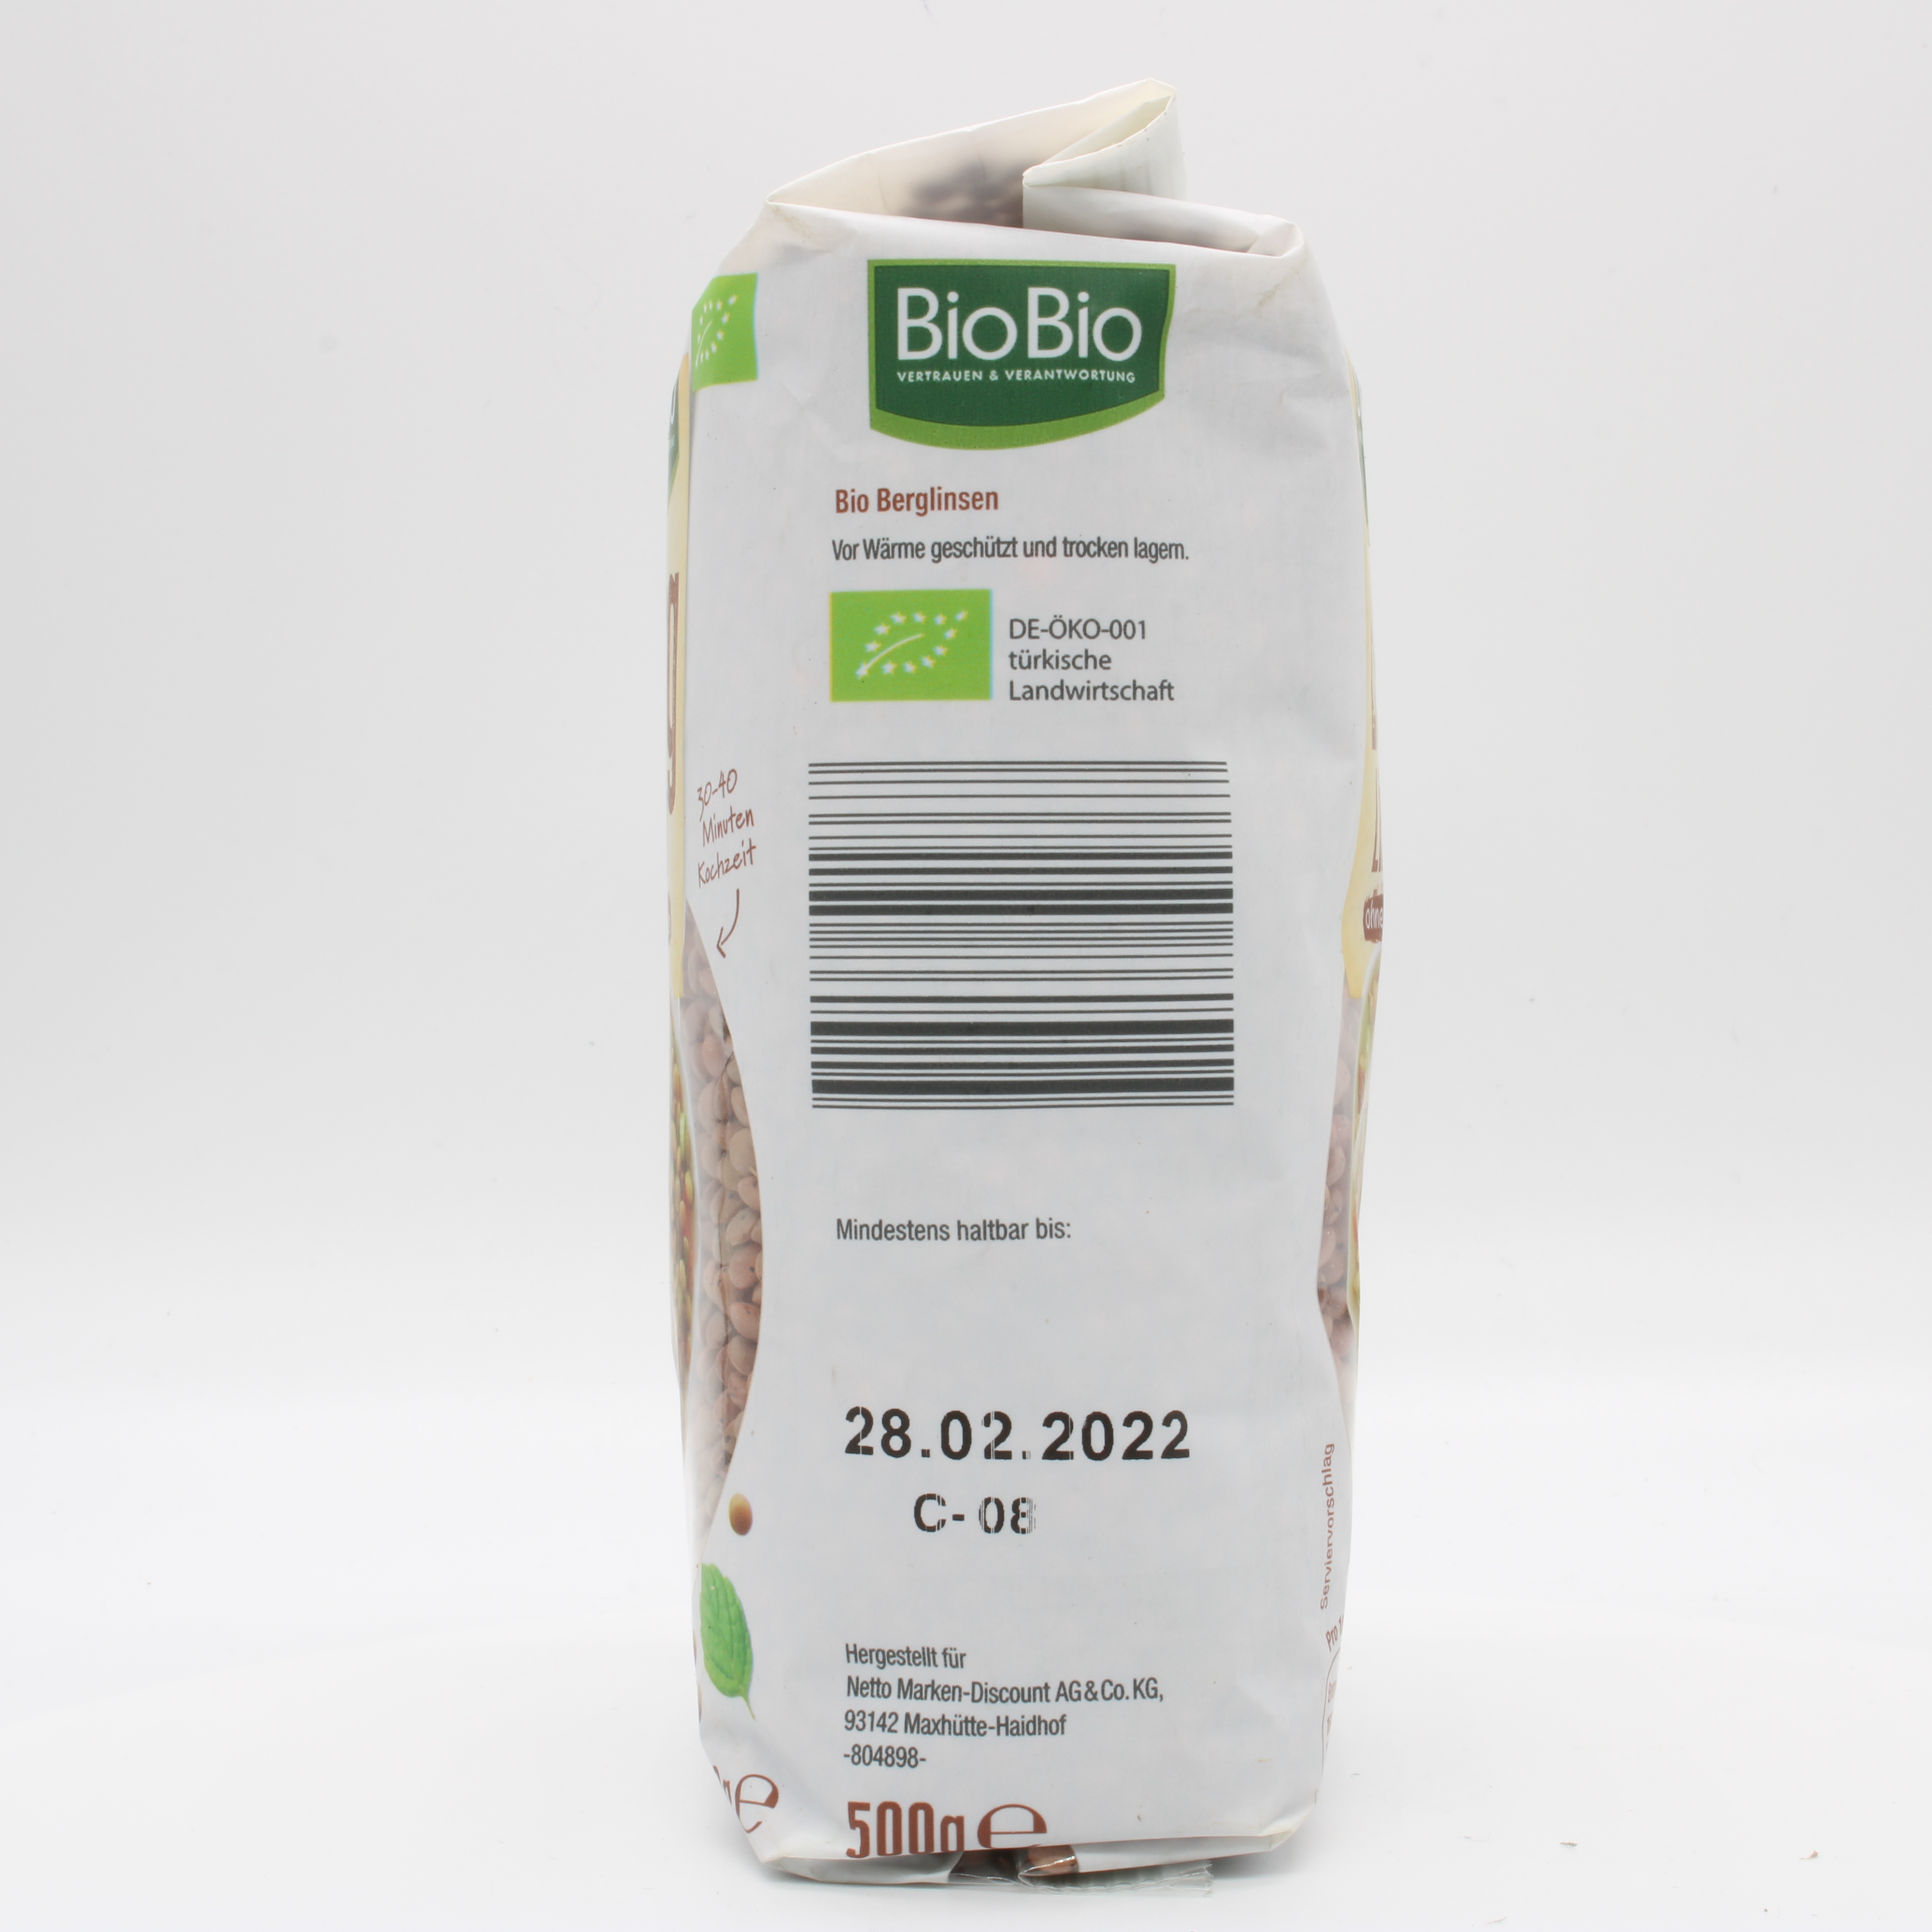 BioBio
VERTRAUEN & VERANTWORTUNG
Bio Berglinsen
Vor Wärme geschützt und trocken lagern.
DE-ÖKO-001
türkische
Landwirtschaft
30-40
Minuten
Kochzeit
Mindestens haltbar bis:
28.02.2022
C-08
Serviervorschlag
Hergestellt für
Netto Marken-Discount AG & Co. KG,
93142 Maxhütte-Haidhof
-804898-
500g e